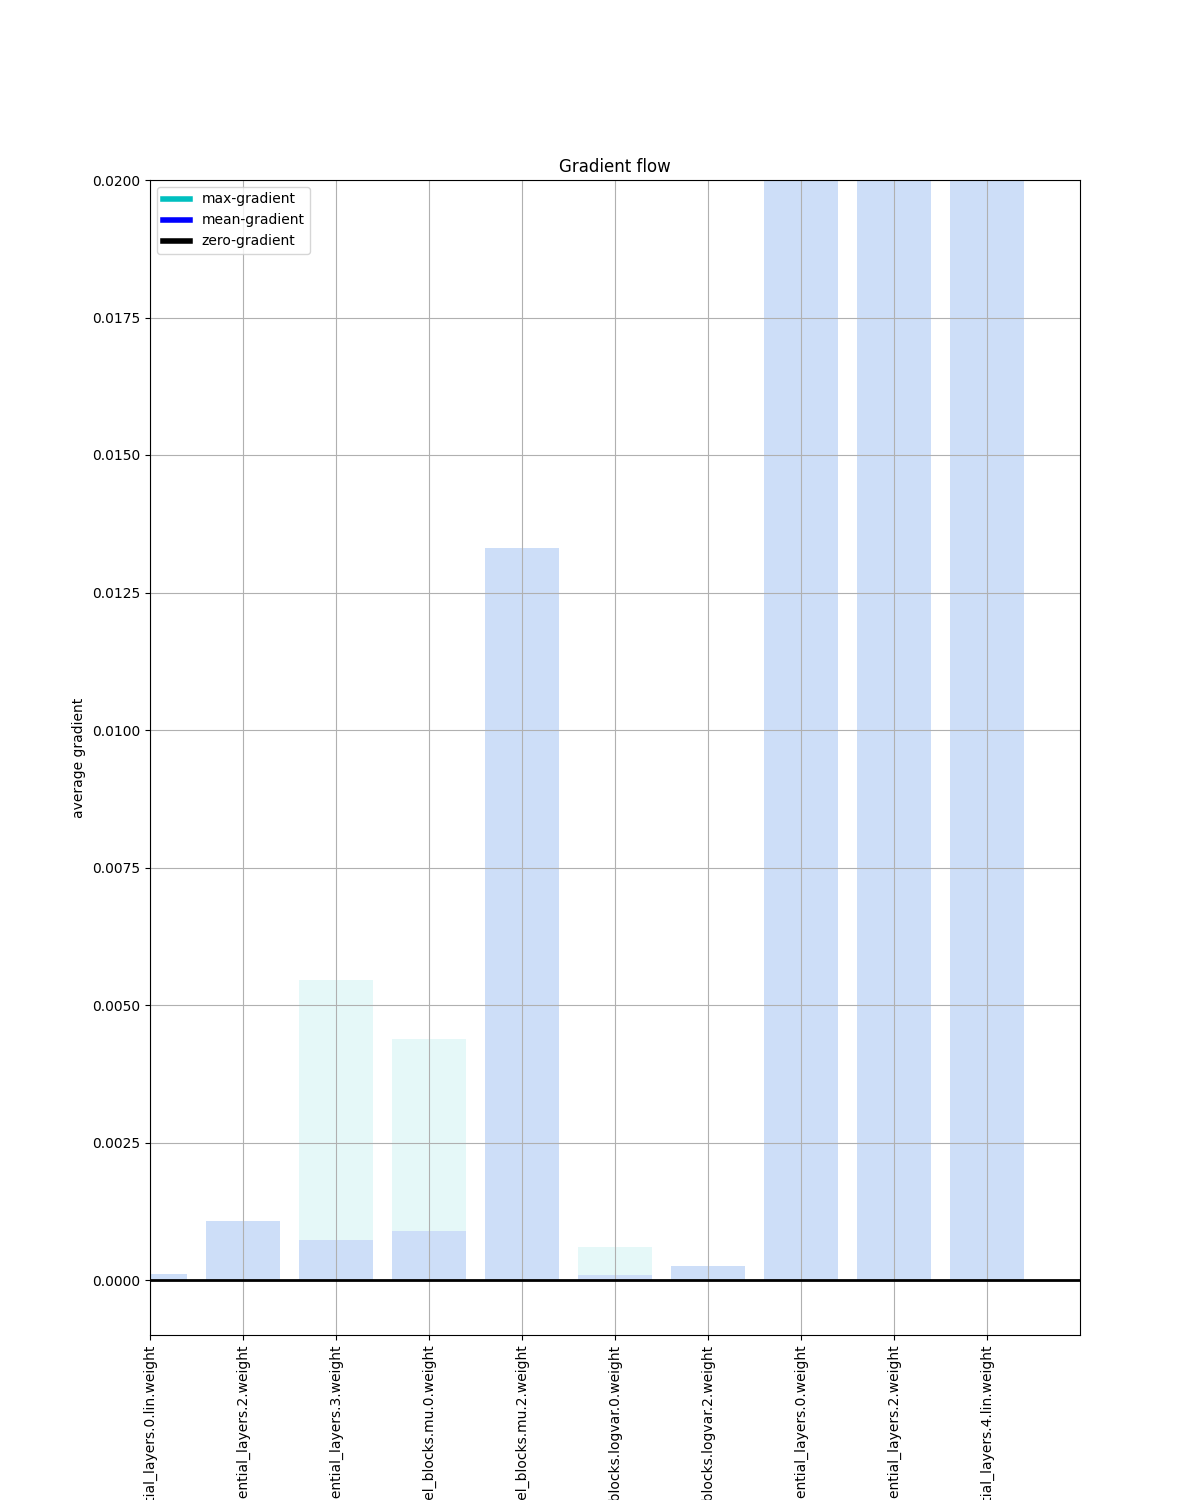 Gradient flow
max-gradient
mean-gradient
zero-gradient
0.0200
0.0175
0.0150
0.0125
0.0100
0.0075
0.0050
0.0025
0.0000
average gradient
tial_layers.0.lin.weight
ential_layers.2.weight
ential_layers.3.weight
el_blocks.mu.0.weight
el_blocks.mu.2.weight
blocks.logvar.0.weight
blocks.logvar.2.weight
ential_layers.0.weight
ential_layers.2.weight
tial_layers.4.lin.weight